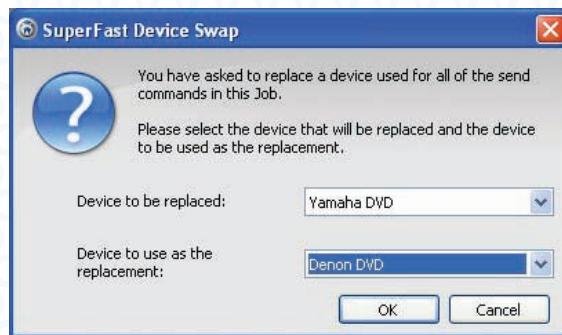 SuperFast Device Swap
You have asked to replace a device used for all of the send
commands in this Job.
Please select the device that will be replaced and the device
to be used as the replacement.
Device to be replaced:
Yamaha DVD
Device to use as the
replacement:
Denon DVD
OK
Cancel